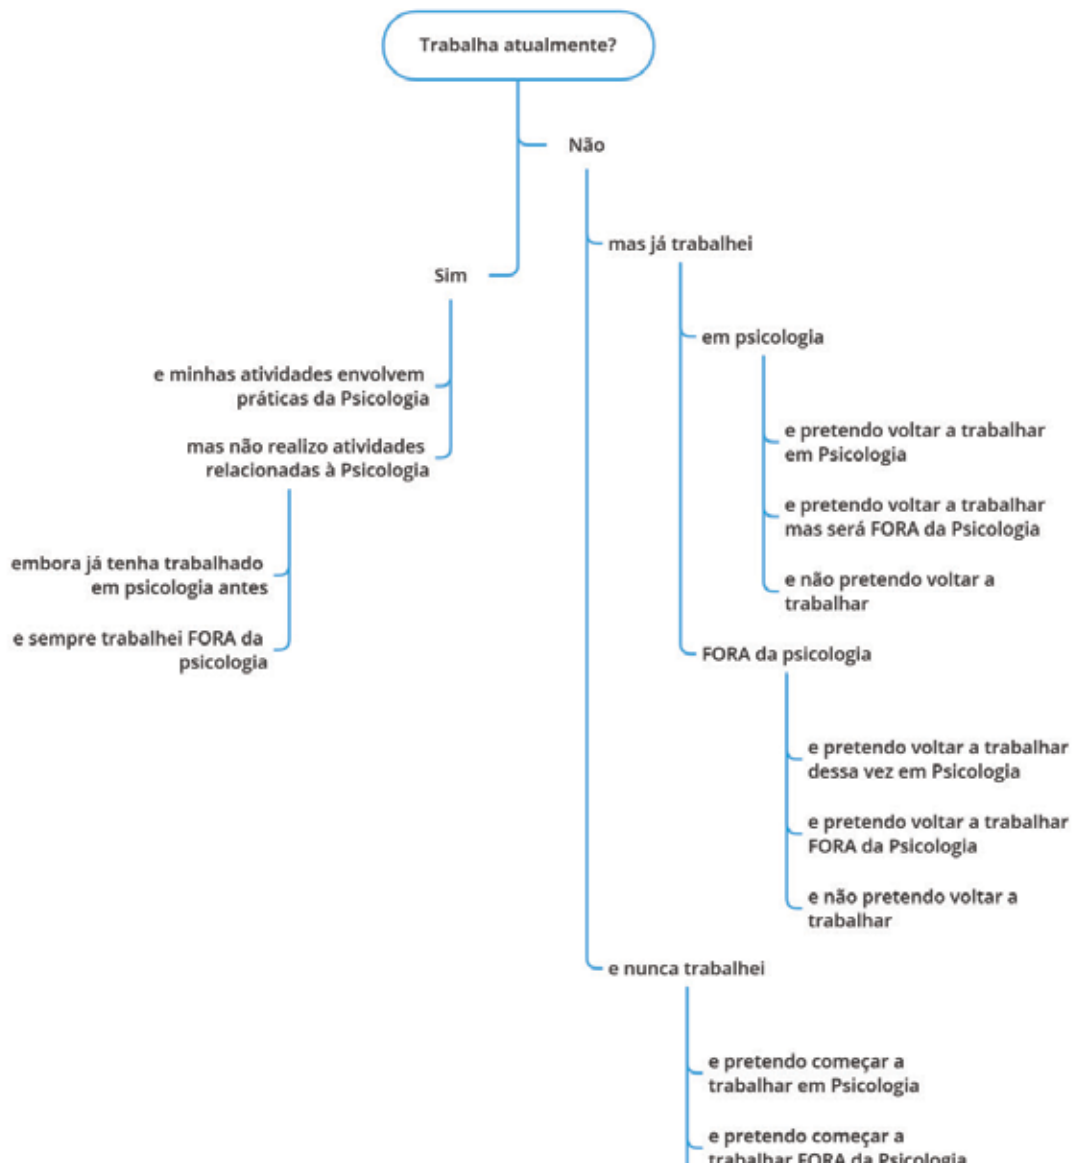 Trabalha atualmente?
Não
mas já trabalhei
Sim
em psicologia
e minhas atividades envolvem
práticas da Psicologia
e pretendo voltar a trabalhar
em Psicologia
mas não realizo atividades
relacionadas à Psicologia
e pretendo voltar a trabalhar
mas será FORA da Psicologia
embora já tenha trabalhado
em psicologia antes
e não pretendo voltar a
trabalhar
e sempre trabalhei FORA da
psicologia
FORA da psicologia
e pretendo voltar a trabalhar
dessa vez em Psicologia
e pretendo voltar a trabalhar
FORA da Psicologia
e não pretendo voltar a
trabalhar
e nunca trabalhei
e pretendo começar a
trabalhar em Psicologia
e pretendo começar a
trabalhar FORA da Psicologia